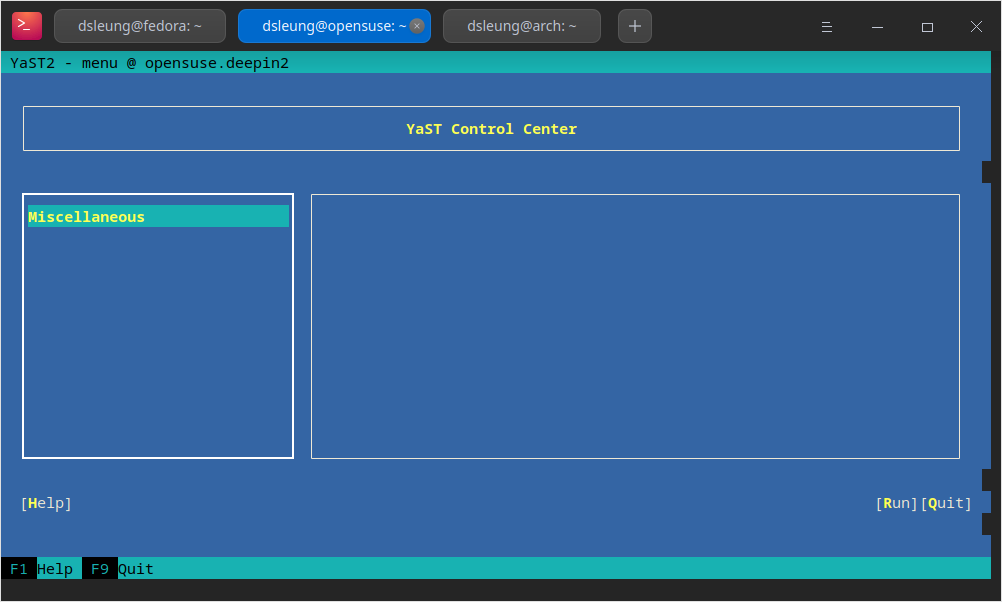 >_ dsleung@fedora: ~ dsleung@opensuse: ~ × dsleung@arch: ~ +
YaST2 - menu @ opensuse.deepin2
YaST Control Center
Miscellaneous
[Help] [Run][Quit]
F1 Help F9 Quit